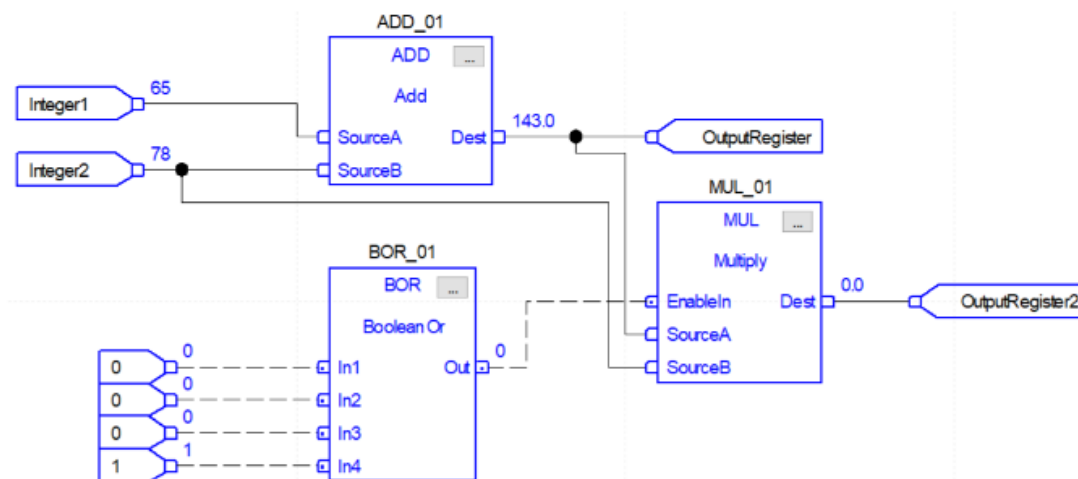 ADD_01
ADD ...
Add
65
Integer1
SourceA Dest 143.0 OutputRegister
78
Integer2
SourceB
MUL_01
MUL ...
Multiply
EnableIn Dest 0.0 OutputRegister2
SourceA
SourceB
BOR_01
BOR ...
Boolean Or
0 0 In1 Out 0
0 0 In2
0 0 In3
1 1 In4